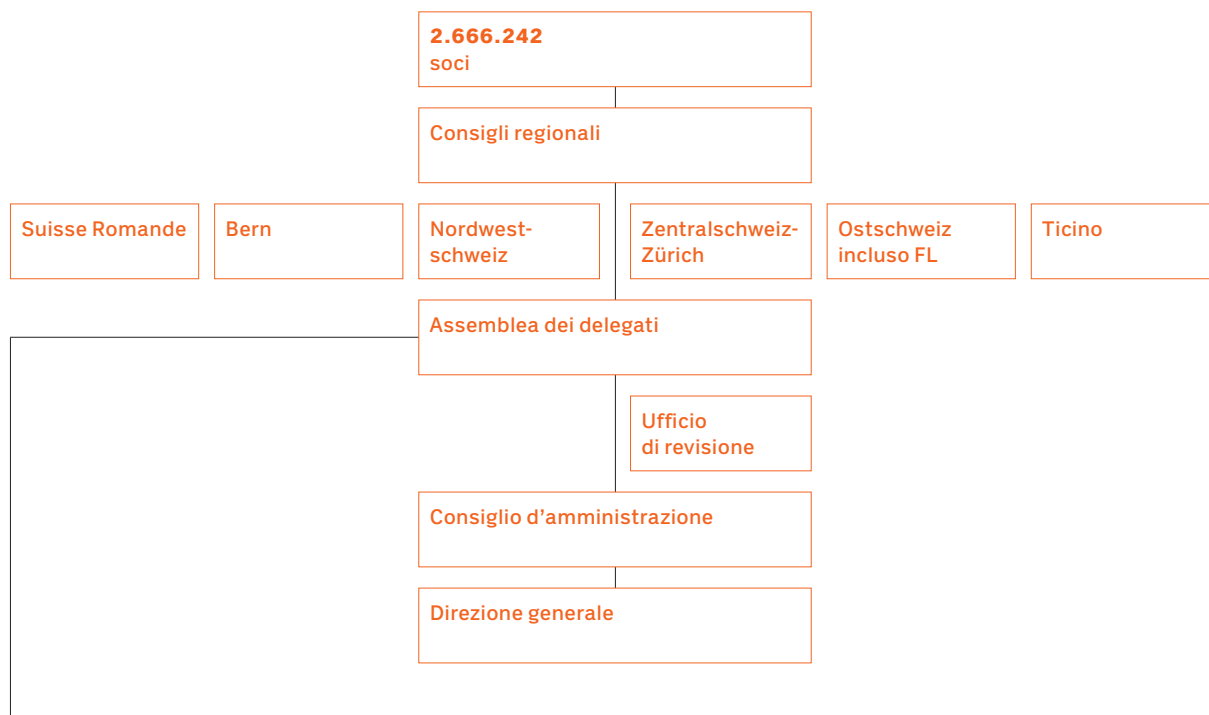 2.666.242
soci
Consigli regionali
Suisse Romande
Bern
Nordwest-
schweiz
Zentralschweiz-
Zürich
Ostschweiz
incluso FL
Ticino
Assemblea dei delegati
Ufficio
di revisione
Consiglio d’amministrazione
Direzione generale